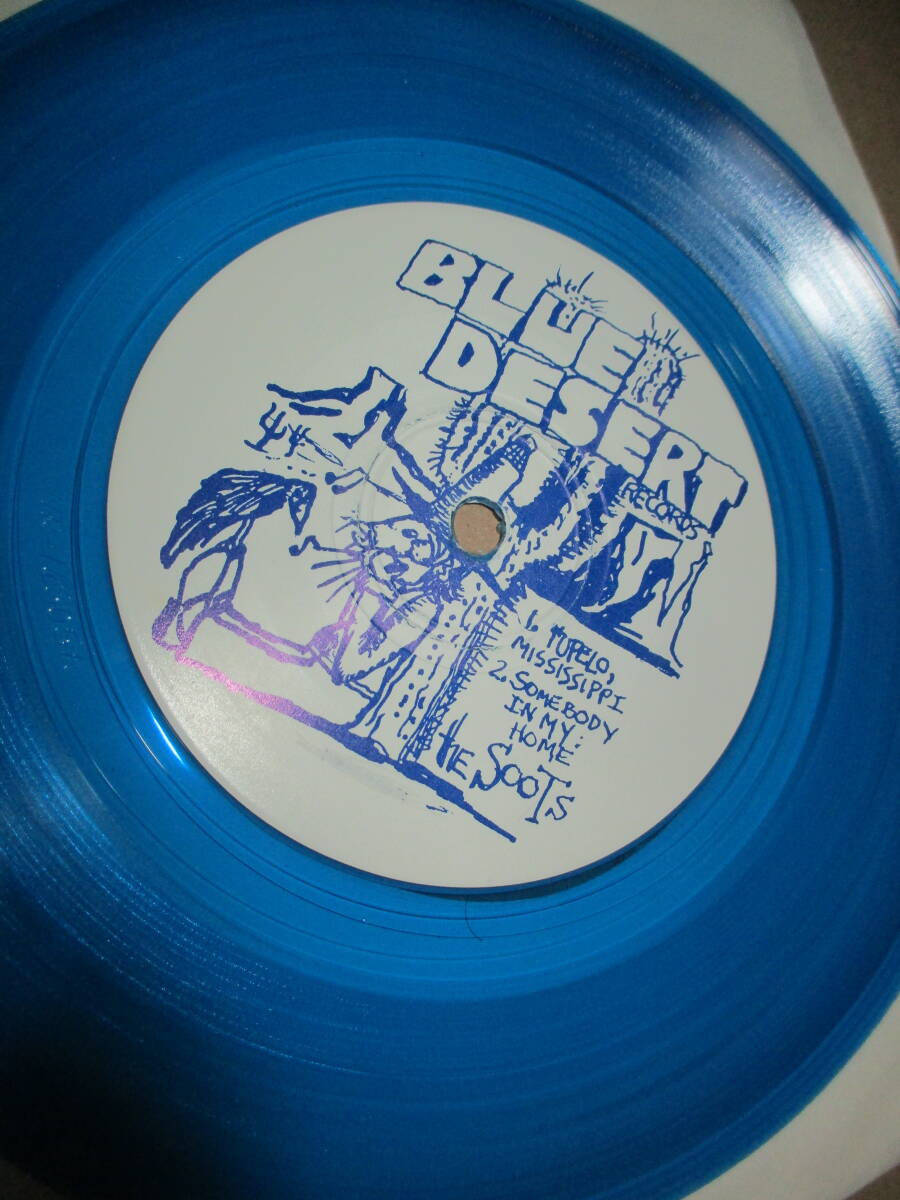 BLUE
DESERT
RECORDS
1. TUPELO,
MISSISSIPPI
2. SOMEBODY
IN MY:
HOME
tHE SOOTS